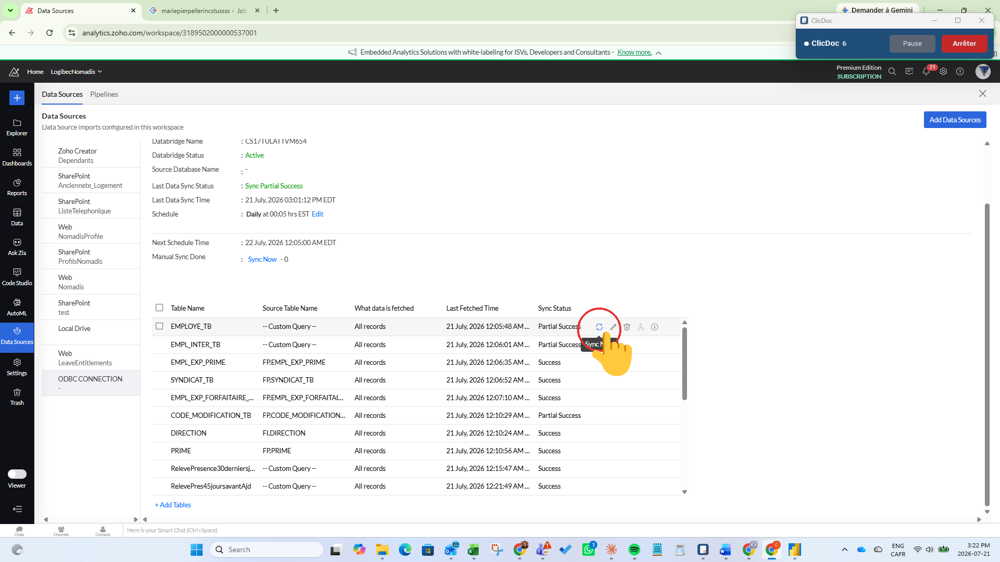 Data Sources
mariepierpellerincstussss - Job
Demander à Gemini
analytics.zoho.com/workspace/3189502000000537001
ClicDoc
ClicDoc 6
Pause
Arrêter
Embedded Analytics Solutions with white-labeling for ISVs, Developers and Consultants - Know more.
Home
LogibecNomadis
Premium Edition
SUBSCRIPTION
21
Data Sources
Pipelines
Data Sources
Data Source imports configured in this workspace
Add Data Sources
Explorer
Dashboards
Reports
Data
Ask Zia
Code Studio
AutoML
Data Sources
Settings
Trash
Viewer
Zoho Creator
Dependants
SharePoint
Anciennete_Logement
SharePoint
ListeTelephonique
Web
NomadisProfile
SharePoint
ProfilsNomadis
Web
Nomadis
SharePoint
test
Local Drive
Web
LeaveEntitlements
ODBC CONNECTION
-
Databridge Name : CS17TULATTVM654
Databridge Status : Active
Source Database Name : -
Last Data Sync Status : Sync Partial Success
Last Data Sync Time : 21 July, 2026 03:01:12 PM EDT
Schedule : Daily at 00:05 hrs EST Edit
Next Schedule Time : 22 July, 2026 12:05:00 AM EDT
Manual Sync Done : Sync Now - 0
Table Name Source Table Name What data is fetched Last Fetched Time Sync Status
EMPLOYE_TB -- Custom Query -- All records 21 July, 2026 12:05:48 AM ... Partial Success
Sync
EMPL_INTER_TB -- Custom Query -- All records 21 July, 2026 12:06:01 AM ... Partial Success
EMPL_EXP_PRIME FP.EMPL_EXP_PRIME All records 21 July, 2026 12:06:35 AM ... Success
SYNDICAT_TB FP.SYNDICAT_TB All records 21 July, 2026 12:06:52 AM ... Success
EMPL_EXP_FORFAITAIRE_... FP.EMPL_EXP_FORFAITAI... All records 21 July, 2026 12:07:10 AM ... Success
CODE_MODIFICATION_TB FP.CODE_MODIFICATION... All records 21 July, 2026 12:10:29 AM ... Partial Success
DIRECTION FI.DIRECTION All records 21 July, 2026 12:10:24 AM ... Success
PRIME FP.PRIME All records 21 July, 2026 12:10:56 AM ... Success
RelevePresence30derniersj... -- Custom Query -- All records 21 July, 2026 12:15:47 AM ... Success
RelevePres45joursavantAjd -- Custom Query -- All records 21 July, 2026 12:21:49 AM ... Success
+ Add Tables
Chats
Channels
Contacts
Here is your Smart Chat (Ctrl+Space)
Search
1
ENG
CAFR
3:22 PM
2026-07-21